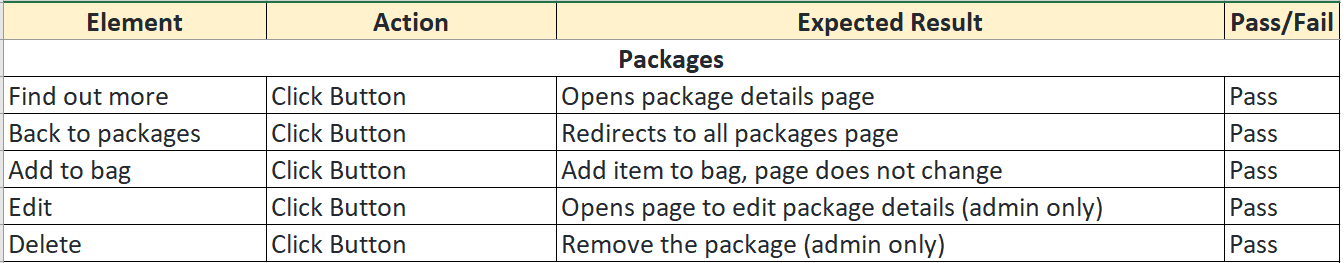 Element Action Expected Result Pass/Fail
Packages
Find out more Click Button Opens package details page Pass
Back to packages Click Button Redirects to all packages page Pass
Add to bag Click Button Add item to bag, page does not change Pass
Edit Click Button Opens page to edit package details (admin only) Pass
Delete Click Button Remove the package (admin only) Pass